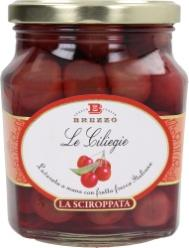 B
BREZZO
Le Ciliegie
Lavorate a mano con frutta fresca Italiana
LA SCIROPPATA